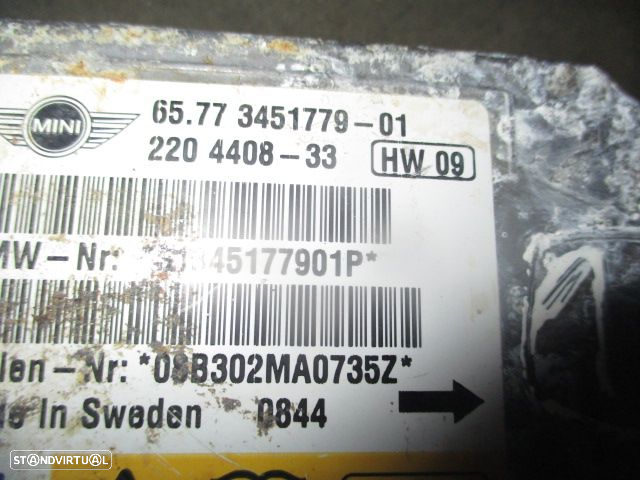 MINI
65.77 3451779-01
220 4408-33 HW 09
MW-Nr: 345177901P*
len-Nr: *09B302MA0735Z*
In Sweden 0844
STANDVIRTUAL